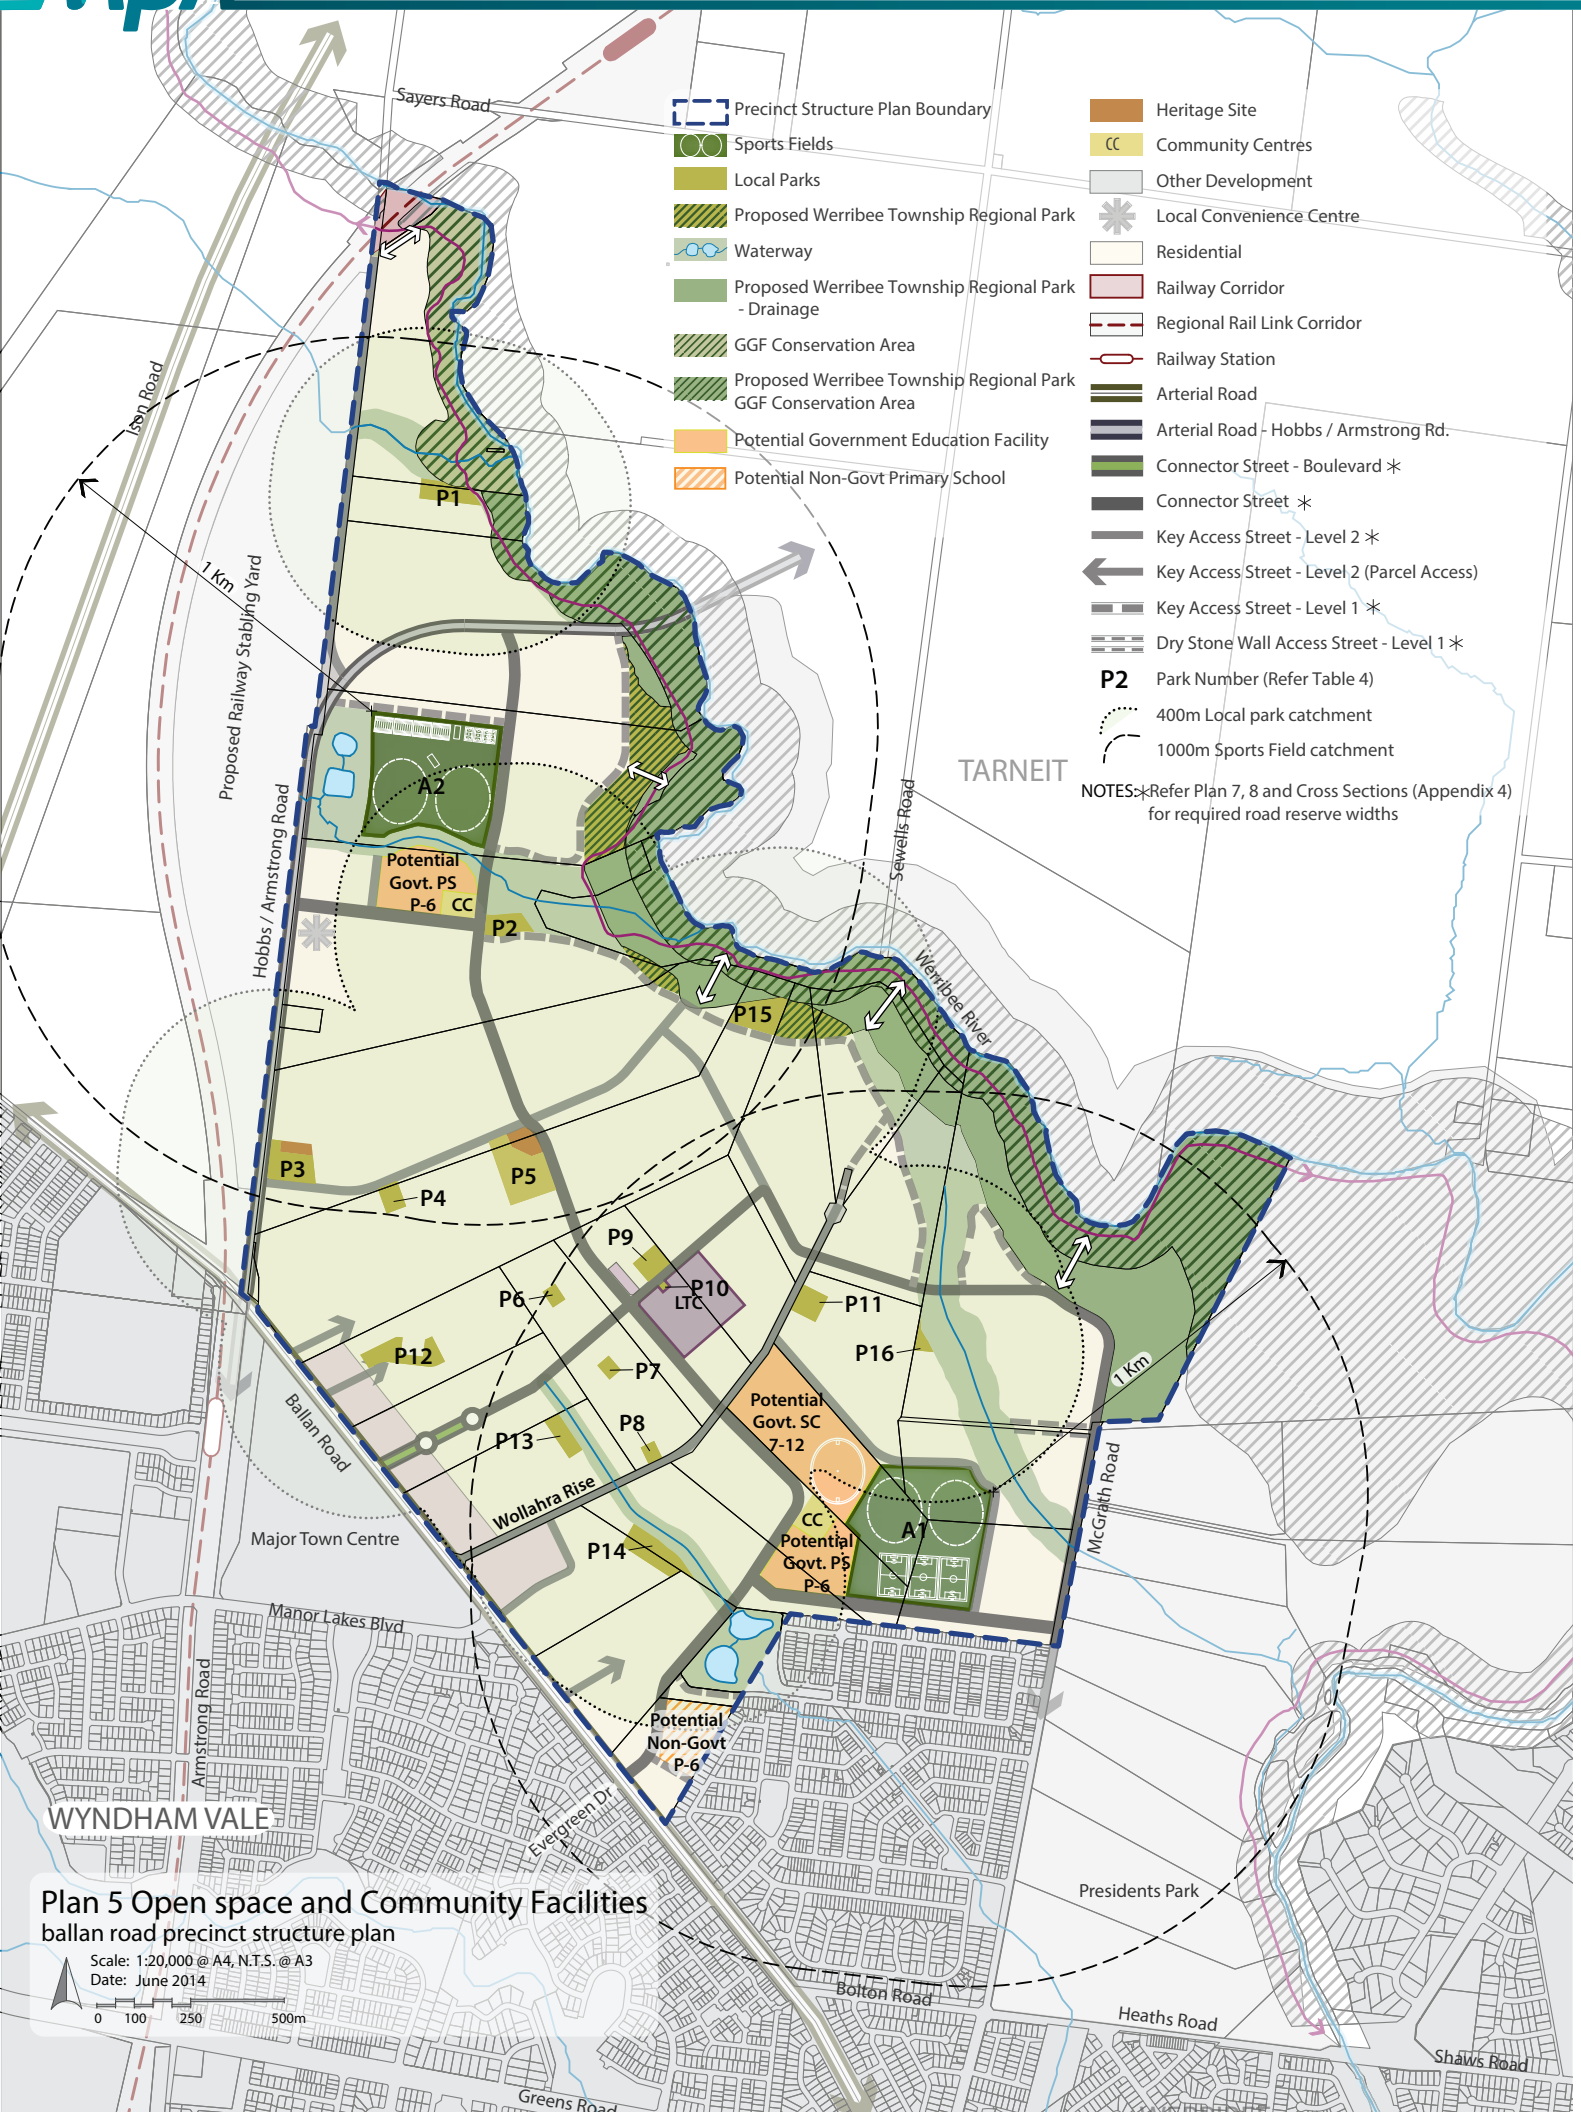 Sayers Road
Precinct Structure Plan Boundary
Sports Fields
Local Parks
Proposed Werribee Township Regional Park
Waterway
Proposed Werribee Township Regional Park
- Drainage
GGF Conservation Area
Proposed Werribee Township Regional Park
GGF Conservation Area
Potential Government Education Facility
Potential Non-Govt Primary School
Heritage Site
CC
Community Centres
Other Development
Local Convenience Centre
Residential
Railway Corridor
Regional Rail Link Corridor
Railway Station
Arterial Road
Arterial Road - Hobbs / Armstrong Rd.
Connector Street - Boulevard *
Connector Street *
Key Access Street - Level 2 *
Key Access Street - Level 2 (Parcel Access)
Key Access Street - Level 1 *
Dry Stone Wall Access Street - Level 1 *
P2 Park Number (Refer Table 4)
400m Local park catchment
1000m Sports Field catchment
NOTES:*Refer Plan 7, 8 and Cross Sections (Appendix 4)
for required road reserve widths
Ison Road
P1
1 Km
Proposed Railway Stabling Yard
TARNEIT
A2
Hobbs / Armstrong Road
Sewells Road
Potential
Govt. PS
P-6
CC
P2
Werribee River
P15
P3
P5
P4
P9
P10
LTC
P6
P11
P12
P16
P7
1 Km
Ballan Road
Potential
Govt. SC
7-12
P8
P13
Wollahra Rise
McGrath Road
CC
A1
Potential
Govt. PS
P-6
Major Town Centre
P14
Manor Lakes Blvd
Armstrong Road
Potential
Non-Govt
P-6
WYNDHAM VALE
Evergreen Dr
Presidents Park
Plan 5 Open space and Community Facilities
ballan road precinct structure plan
Scale: 1:20,000 @ A4, N.T.S. @ A3
Date: June 2014
0 100 250 500m
Bolton Road
Heaths Road
Shaws Road
Greens Road